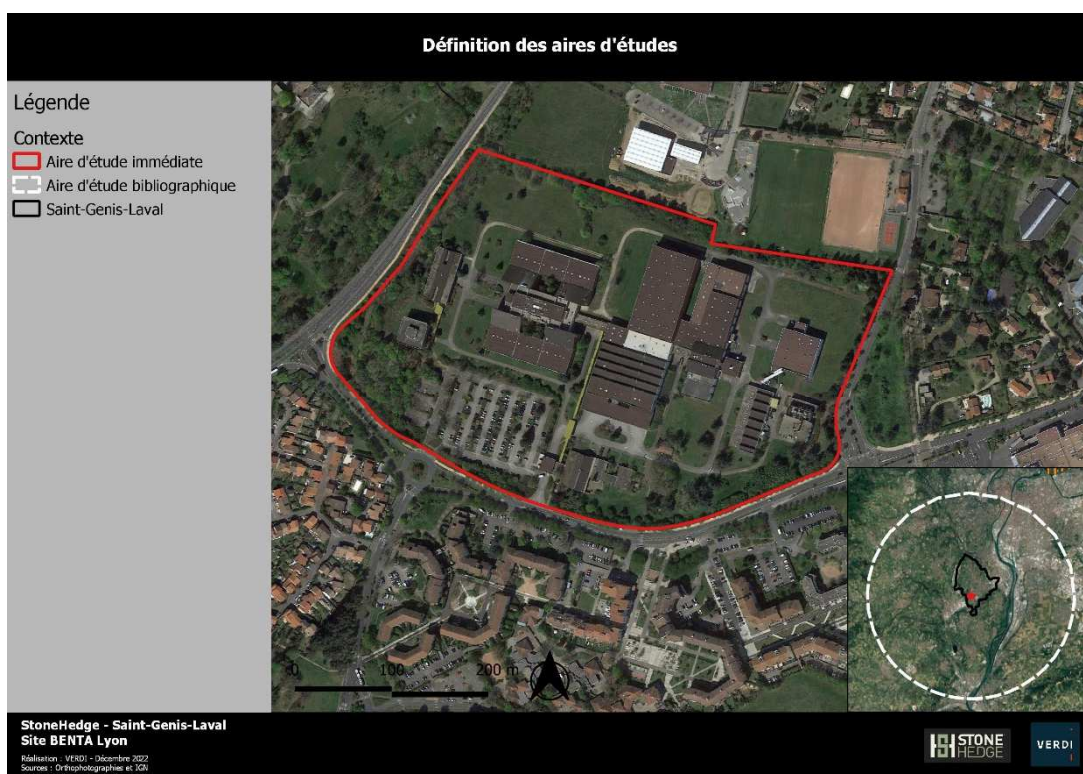 Définition des aires d'études
Légende
Contexte
Aire d'étude immédiate
Aire d'étude bibliographique
Saint-Genis-Laval
0 100 200 m
StoneHedge - Saint-Genis-Laval
Site BENTA Lyon
Réalisation : VERDI - Décembre 2022
Sources : Orthophotographies et IGN
STONE
HEDGE
VERDI